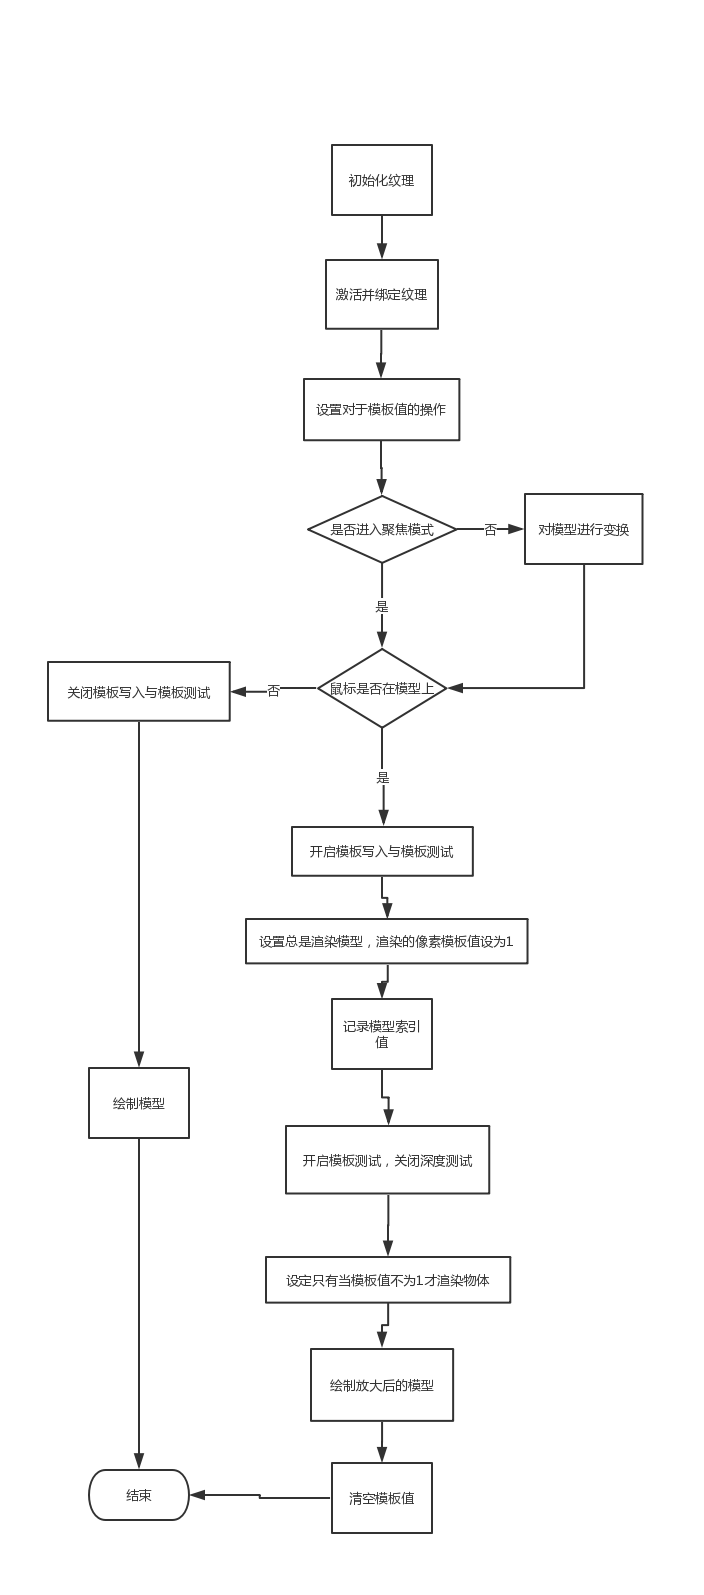 初始化纹理
激活并绑定纹理
设置对于模板值的操作
是否进入聚焦模式
否
对模型进行变换
是
关闭模板写入与模板测试
否
鼠标是否在模型上
是
开启模板写入与模板测试
设置总是渲染模型，渲染的像素模板值设为1
记录模型索引
值
绘制模型
开启模板测试，关闭深度测试
设定只有当模板值不为1才渲染物体
绘制放大后的模型
结束
清空模板值